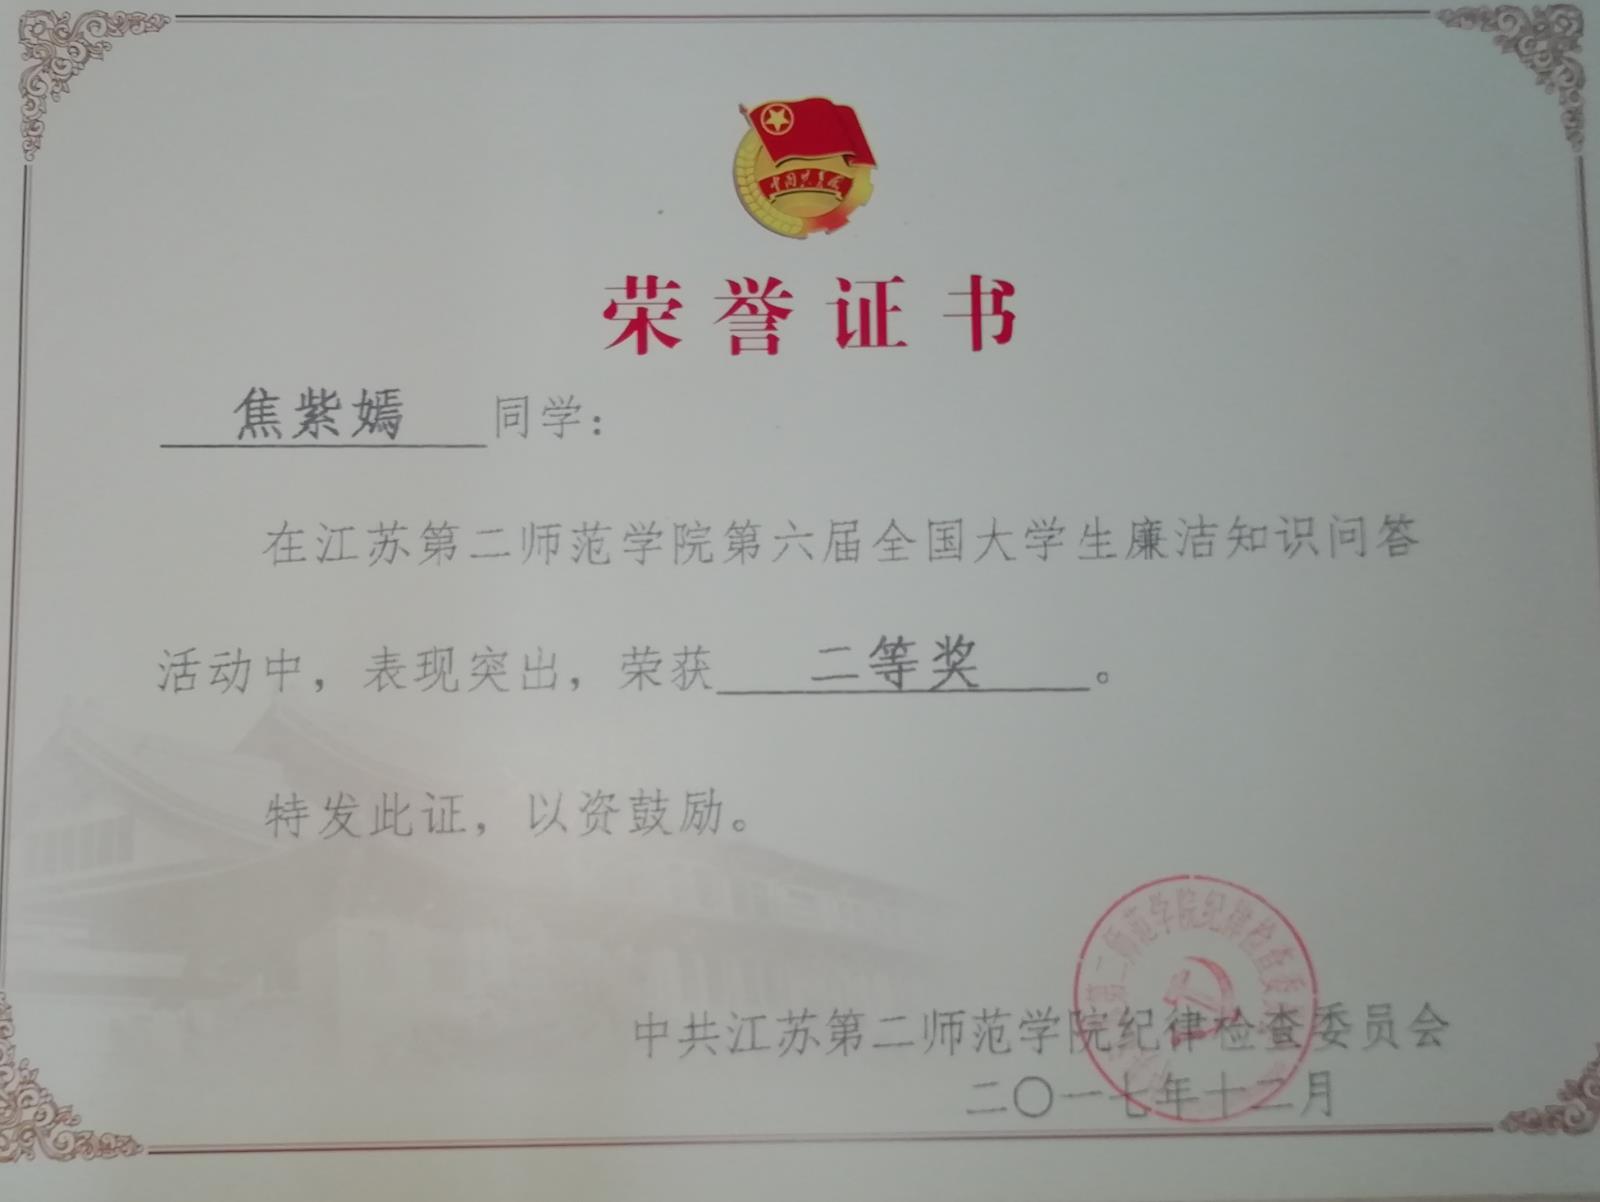 荣誉证书
焦紫嫣 同学：
在江苏第二师范学院第六届全国大学生廉洁知识问答
活动中，表现突出，荣获 二等奖 。
特发此证，以资鼓励。
中共江苏第二师范学院纪律检查委员会
二〇一七年十二月